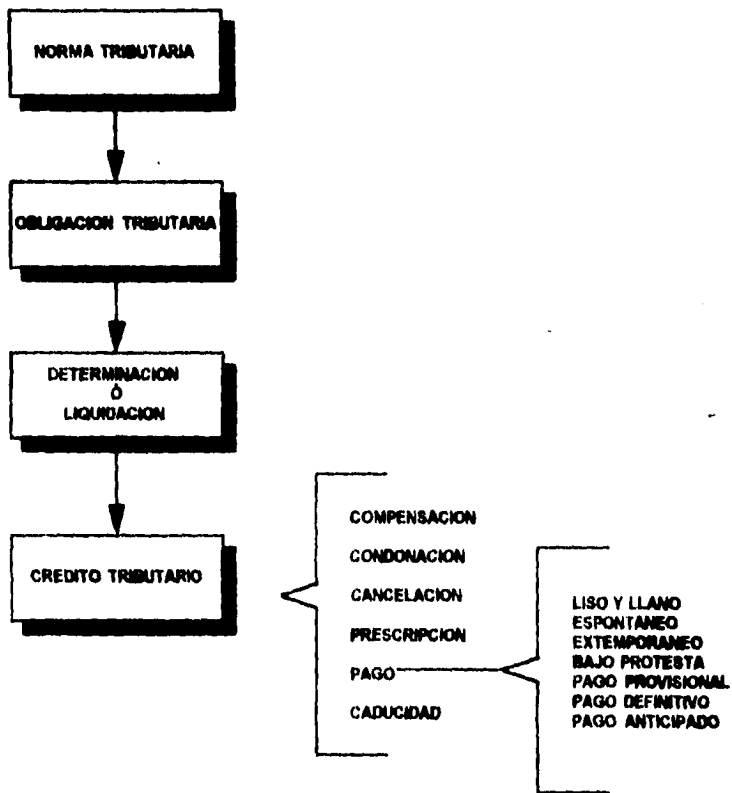 NORMA TRIBUTARIA
OBLIGACION TRIBUTARIA
DETERMINACION
O
LIQUIDACION
CREDITO TRIBUTARIO
COMPENSACION
CONDONACION
CANCELACION
PRESCRIPCION
PAGO
CADUCIDAD
LISO Y LLANO
ESPONTANEO
EXTEMPORANEO
BAJO PROTESTA
PAGO PROVISIONAL
PAGO DEFINITIVO
PAGO ANTICIPADO